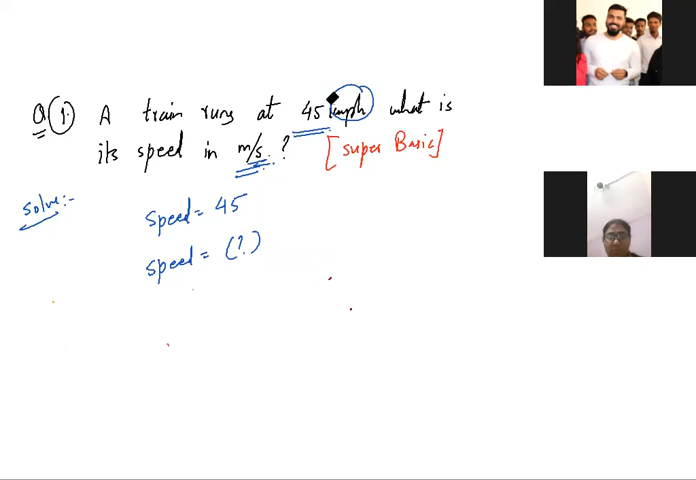 Q(1). A train runs at 45 kmph what is
its speed in m/s. ? [super Basic]
Solve:-
speed = 45
speed = (?)